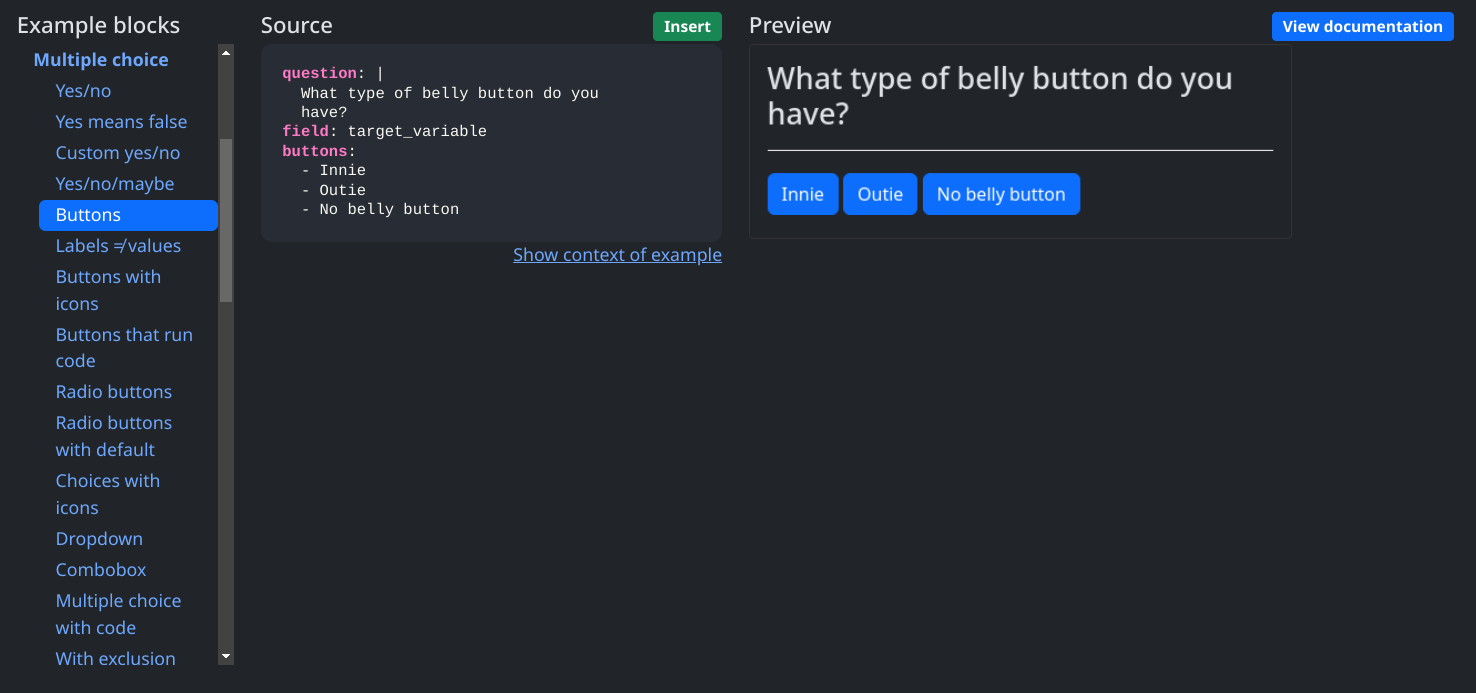 Example blocks
Multiple choice
Yes/no
Yes means false
Custom yes/no
Yes/no/maybe
Buttons
Labels ≠ values
Buttons with
icons
Buttons that run
code
Radio buttons
Radio buttons
with default
Choices with
icons
Dropdown
Combobox
Multiple choice
with code
With exclusion
Source
Insert
question: |
  What type of belly button do you
  have?
field: target_variable
buttons:
  - Innie
  - Outie
  - No belly button
Show context of example
Preview
View documentation
What type of belly button do you
have?
Innie Outie No belly button